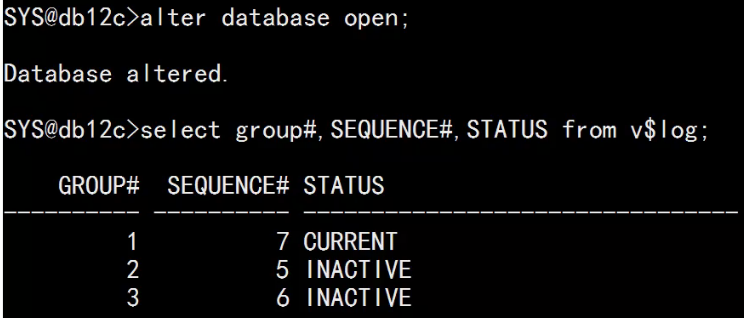 SYS@db12c>alter database open;
Database altered.
SYS@db12c>select group#,SEQUENCE#,STATUS from v$log;
GROUP# SEQUENCE# STATUS
---------- ---------- --------------------------------
1 7 CURRENT
2 5 INACTIVE
3 6 INACTIVE